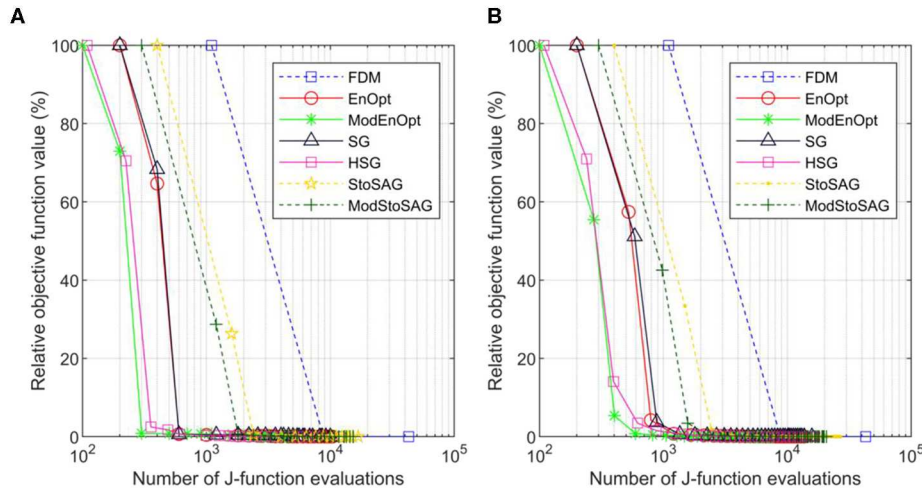 A
Relative objective function value (%)
100
80
60
40
20
0
10^2
10^3
10^4
10^5
Number of J-function evaluations
FDM
EnOpt
ModEnOpt
SG
HSG
StoSAG
ModStoSAG
B
Relative objective function value (%)
100
80
60
40
20
0
10^2
10^3
10^4
10^5
Number of J-function evaluations
FDM
EnOpt
ModEnOpt
SG
HSG
StoSAG
ModStoSAG